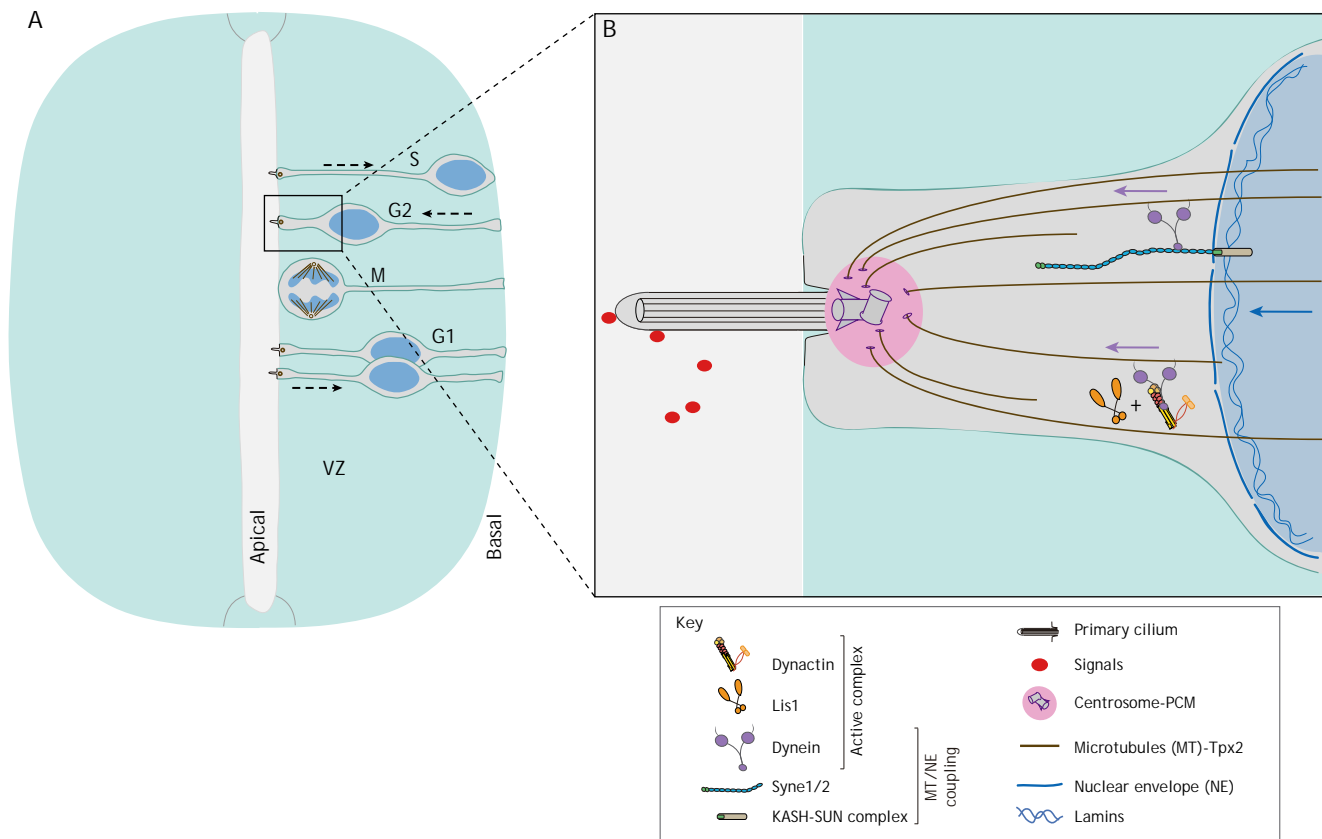 A
S
G2
M
G1
VZ
Apical
Basal
B
+
Key
Dynactin
Lis1
Dynein
Syne1/2
KASH-SUN complex
Active complex
MT/NE
coupling
Primary cilium
Signals
Centrosome-PCM
Microtubules (MT)-Tpx2
Nuclear envelope (NE)
Lamins